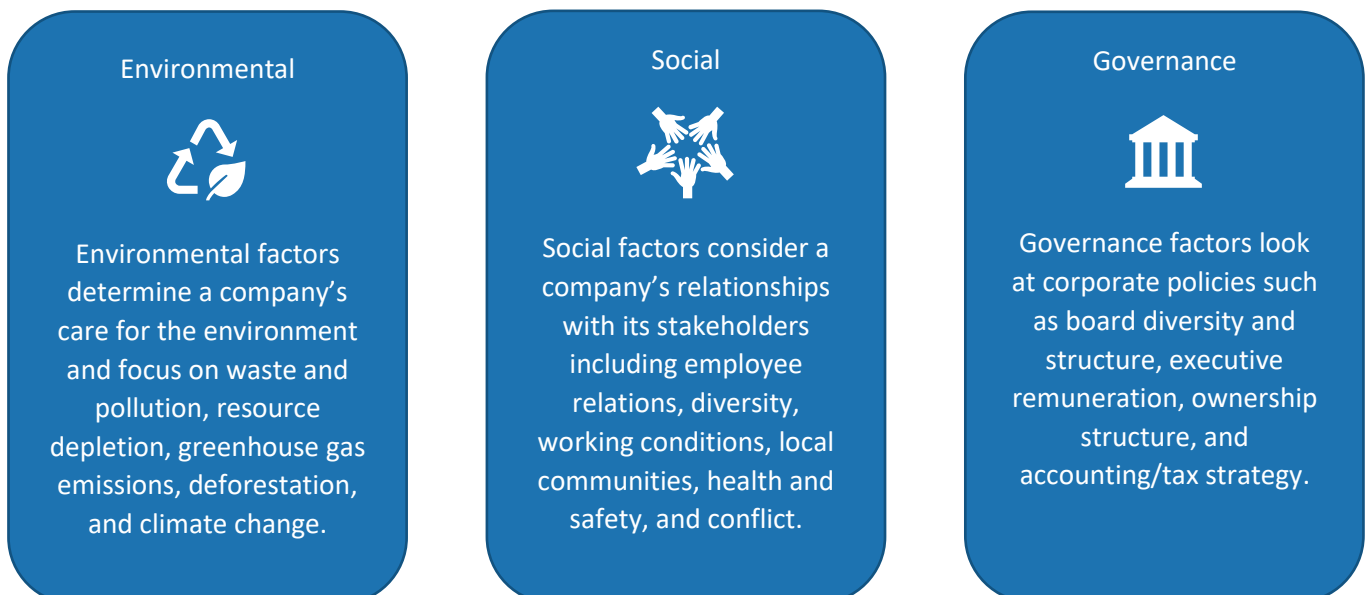 Environmental
Environmental factors
determine a company’s
care for the environment
and focus on waste and
pollution, resource
depletion, greenhouse gas
emissions, deforestation,
and climate change.
Social
Social factors consider a
company’s relationships
with its stakeholders
including employee
relations, diversity,
working conditions, local
communities, health and
safety, and conflict.
Governance
Governance factors look
at corporate policies such
as board diversity and
structure, executive
remuneration, ownership
structure, and
accounting/tax strategy.